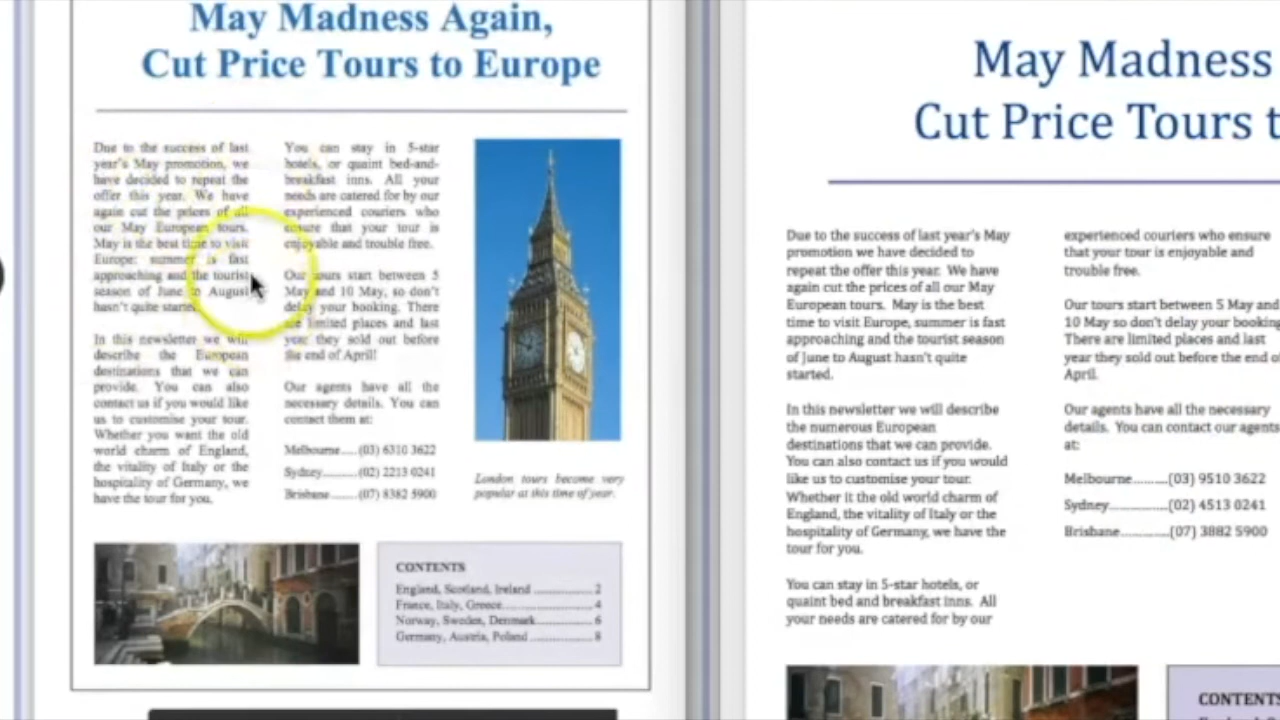 May Madness Again,
Cut Price Tours to Europe
Due to the success of last
year's May promotion, we
have decided to repeat the
offer this year. We have
again cut the prices of all
our May European tours.
May is the best time to visit
Europe: summer is fast
approaching and the tourist
season of June to August
hasn't quite started.
In this newsletter we will
describe the European
destinations that we can
provide. You can also
contact us if you would like
us to customise your tour.
Whether you want the old
world charm of England,
the vitality of Italy or the
hospitality of Germany, we
have the tour for you.
You can stay in 5-star
hotels, or quaint bed-and-
breakfast inns. All your
needs are catered for by our
experienced couriers who
ensure that your tour is
enjoyable and trouble free.
Our tours start between 5
May and 10 May, so don't
delay your booking. There
are limited places and last
year they sold out before
the end of April!
Our agents have all the
necessary details. You can
contact them at:
Melbourne.....(03) 6310 3622
Sydney..........(02) 2213 0241
Brisbane........(07) 8382 5900
London tours become very
popular at this time of year.
CONTENTS
England, Scotland, Ireland ................. 2
France, Italy, Greece......................... 4
Norway, Sweden, Denmark............... 6
Germany, Austria, Poland .................. 8
May Madness
Cut Price Tours t
Due to the success of last year's May
promotion we have decided to
repeat the offer this year. We have
again cut the prices of all our May
European tours. May is the best
time to visit Europe, summer is fast
approaching and the tourist season
of June to August hasn't quite
started.
In this newsletter we will describe
the numerous European
destinations that we can provide.
You can also contact us if you would
like us to customise your tour.
Whether it the old world charm of
England, the vitality of Italy or the
hospitality of Germany, we have the
tour for you.
You can stay in 5-star hotels, or
quaint bed and breakfast inns. All
your needs are catered for by our
experienced couriers who ensure
that your tour is enjoyable and
trouble free.
Our tours start between 5 May and
10 May so don't delay your booking
There are limited places and last
year they sold out before the end of
April.
Our agents have all the necessary
details. You can contact our agents
at:
Melbourne..........(03) 9510 3622
Sydney.................(02) 4513 0241
Brisbane..............(07) 3882 5900
CONTENTS